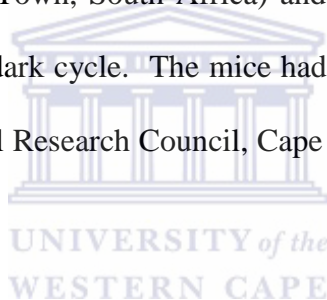 Town, South Africa) and
dark cycle. The mice had
l Research Council, Cape
UNIVERSITY of the
WESTERN CAPE